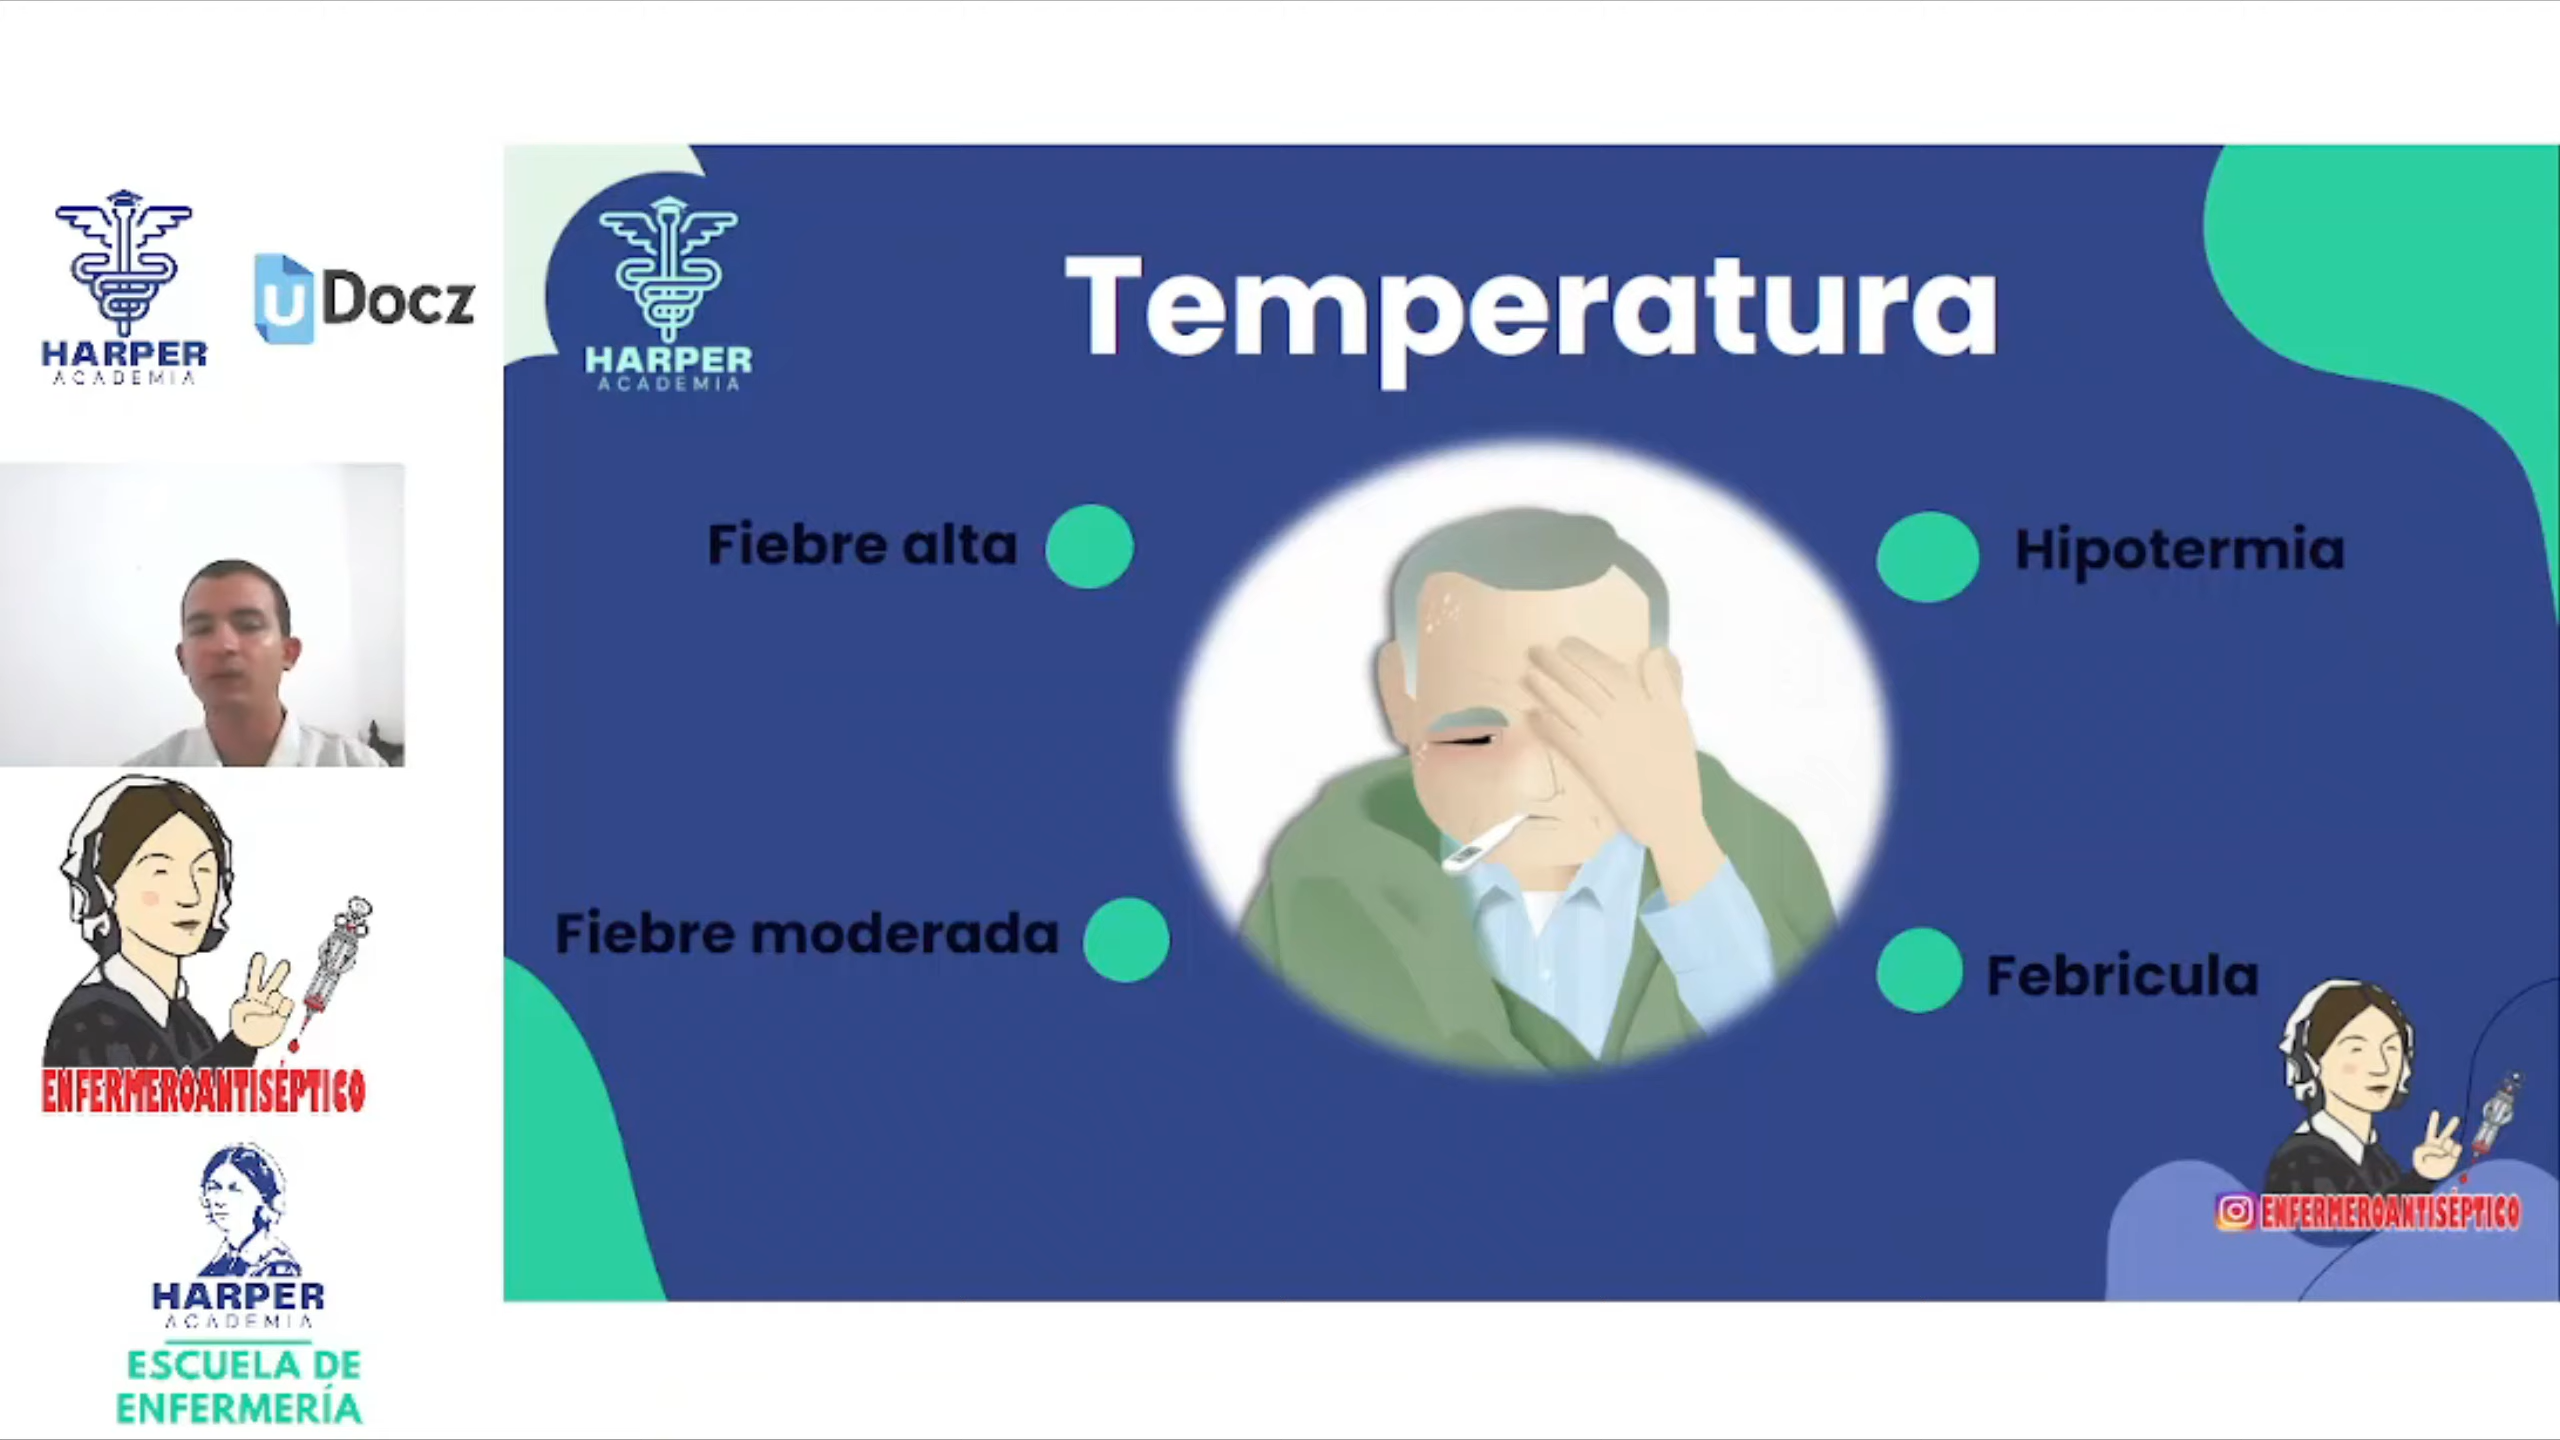 HARPER
ACADEMIA
uDocz
ENFERMEROANTISÉPTICO
HARPER
ACADEMIA
ESCUELA DE
ENFERMERÍA
HARPER
ACADEMIA
Temperatura
Fiebre alta
Hipotermia
Fiebre moderada
Febricula
ENFERMEROANTISÉPTICO